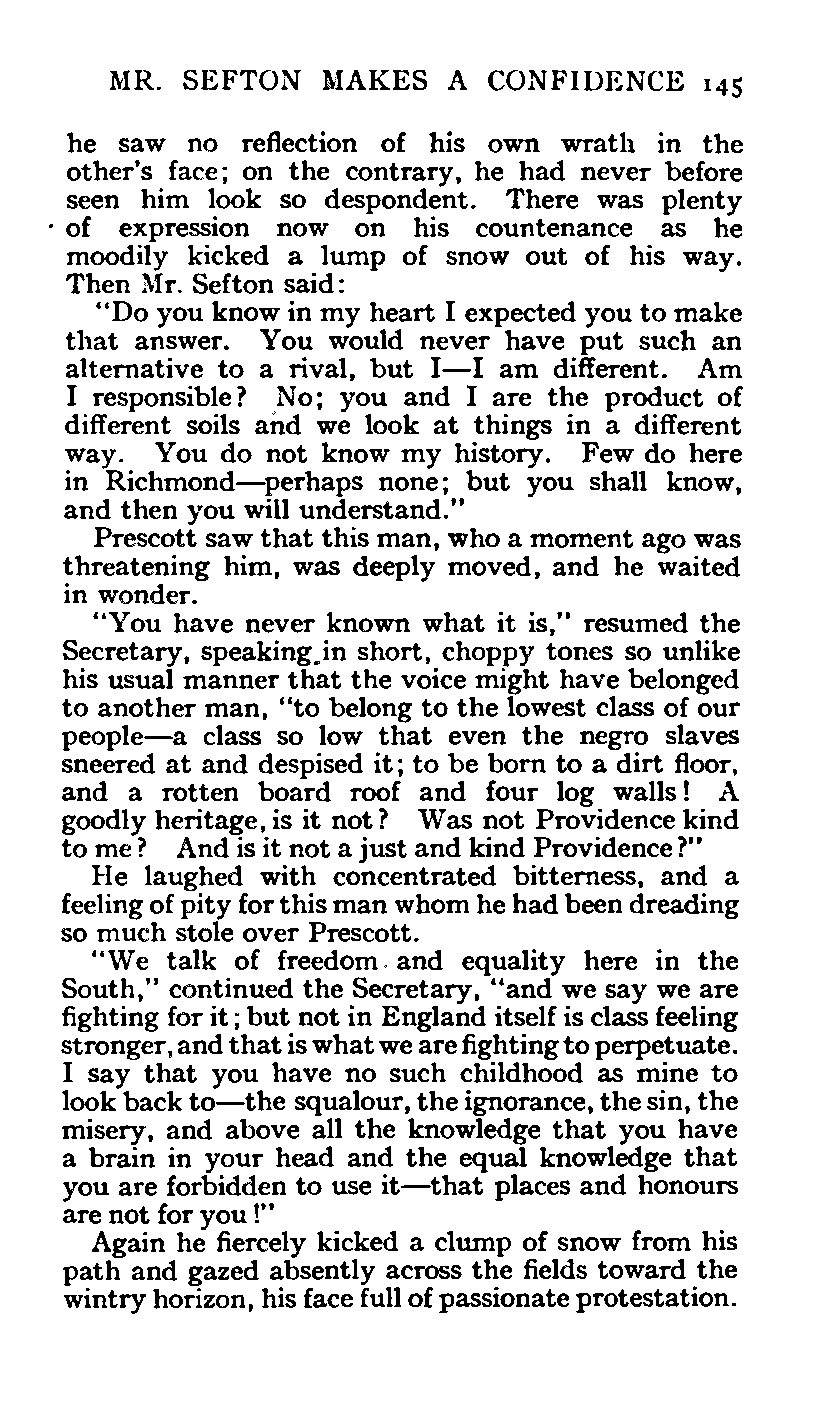 MR. SEFTON MAKES A CONFIDENCE 145
he saw no reflection of his own wrath in the
other's face; on the contrary, he had never before
seen him look so despondent. There was plenty
of expression now on his countenance as he
moodily kicked a lump of snow out of his way.
Then Mr. Sefton said:
"Do you know in my heart I expected you to make
that answer. You would never have put such an
alternative to a rival, but I—I am different. Am
I responsible? No; you and I are the product of
different soils and we look at things in a different
way. You do not know my history. Few do here
in Richmond—perhaps none; but you shall know,
and then you will understand."
Prescott saw that this man, who a moment ago was
threatening him, was deeply moved, and he waited
in wonder.
"You have never known what it is," resumed the
Secretary, speaking in short, choppy tones so unlike
his usual manner that the voice might have belonged
to another man, "to belong to the lowest class of our
people—a class so low that even the negro slaves
sneered at and despised it; to be born to a dirt floor,
and a rotten board roof and four log walls! A
goodly heritage, is it not? Was not Providence kind
to me? And is it not a just and kind Providence?"
He laughed with concentrated bitterness, and a
feeling of pity for this man whom he had been dreading
so much stole over Prescott.
"We talk of freedom and equality here in the
South," continued the Secretary, "and we say we are
fighting for it; but not in England itself is class feeling
stronger, and that is what we are fighting to perpetuate.
I say that you have no such childhood as mine to
look back to—the squalour, the ignorance, the sin, the
misery, and above all the knowledge that you have
a brain in your head and the equal knowledge that
you are forbidden to use it—that places and honours
are not for you!"
Again he fiercely kicked a clump of snow from his
path and gazed absently across the fields toward the
wintry horizon, his face full of passionate protestation.